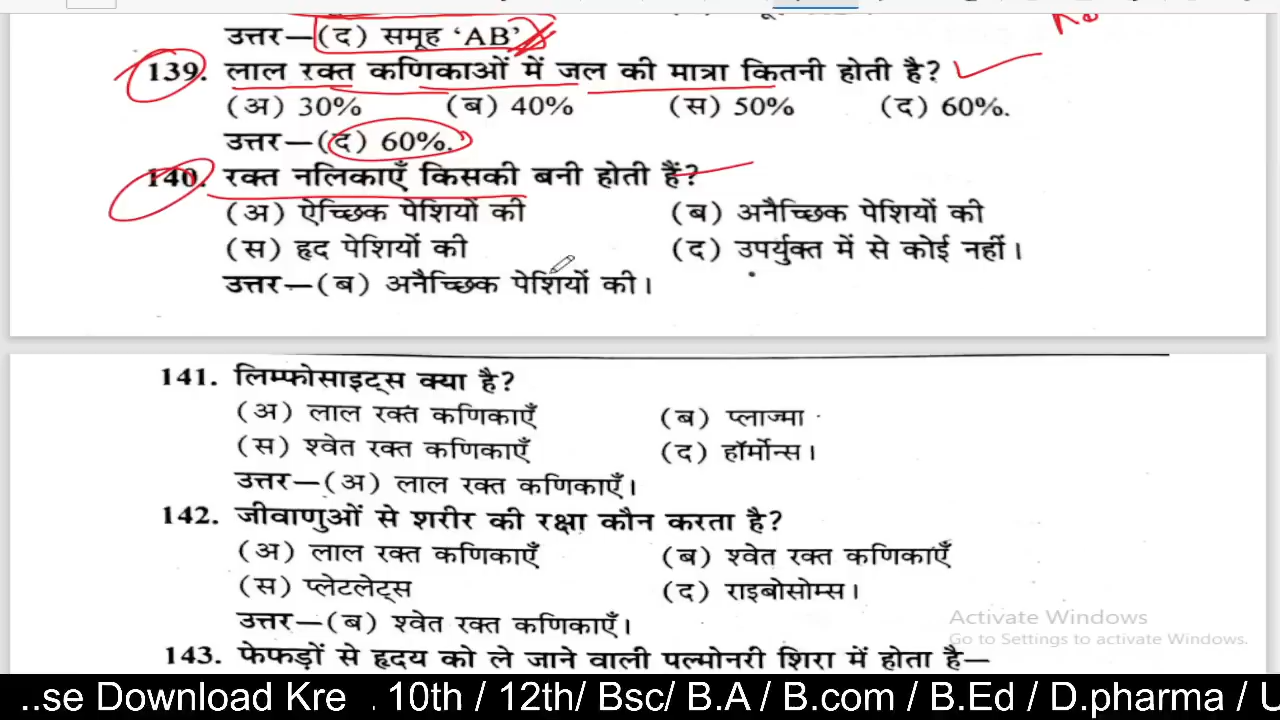 उत्तर—(द) समूह ‘AB’
139. लाल रक्त कणिकाओं में जल की मात्रा कितनी होती है?
(अ) 30% (ब) 40% (स) 50% (द) 60%.
उत्तर—(द) 60%.
140. रक्त नलिकाएँ किसकी बनी होती हैं?
(अ) ऐच्छिक पेशियों की (ब) अनैच्छिक पेशियों की
(स) हृद पेशियों की (द) उपर्युक्त में से कोई नहीं।
उत्तर—(ब) अनैच्छिक पेशियों की।
141. लिम्फोसाइट्स क्या है?
(अ) लाल रक्त कणिकाएँ (ब) प्लाज्मा
(स) श्वेत रक्त कणिकाएँ (द) हॉर्मोन्स।
उत्तर—(अ) लाल रक्त कणिकाएँ।
142. जीवाणुओं से शरीर की रक्षा कौन करता है?
(अ) लाल रक्त कणिकाएँ (ब) श्वेत रक्त कणिकाएँ
(स) प्लेटलेट्स (द) राइबोसोम्स।
उत्तर—(ब) श्वेत रक्त कणिकाएँ।
Activate Windows
Go to Settings to activate Windows.
143. फेफड़ों से हृदय को ले जाने वाली पल्मोनरी शिरा में होता है—
..se Download Kre . 10th / 12th/ Bsc/ B.A / B.com / B.Ed / D.pharma / U